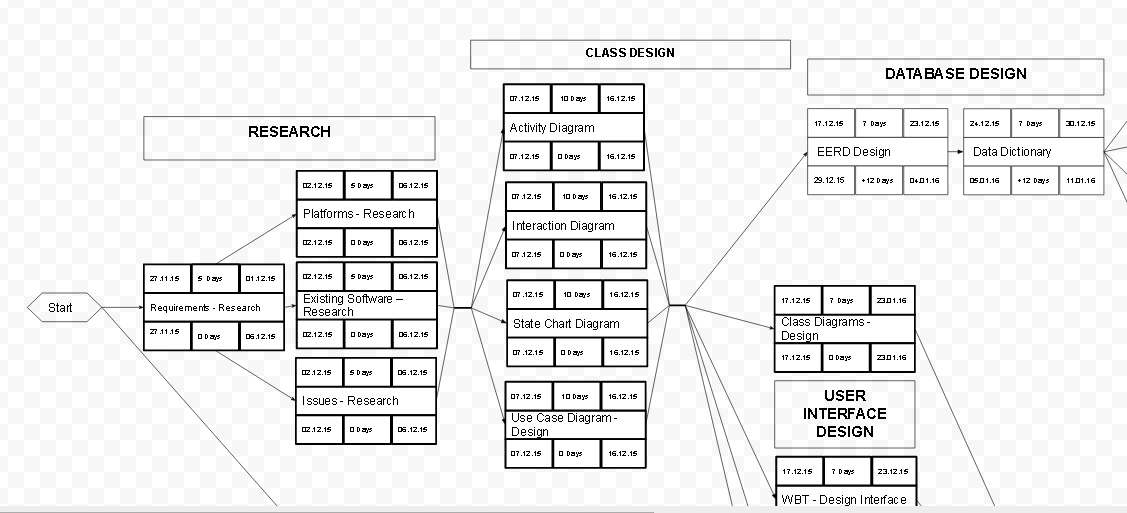 CLASS DESIGN
DATABASE DESIGN
RESEARCH
Start
27.11.15 5 Days 01.12.15
Requirements - Research
27.11.15 0 Days 06.12.15
02.12.15 5 Days 06.12.15
Platforms - Research
02.12.15 0 Days 06.12.15
02.12.15 5 Days 06.12.15
Existing Software –
Research
02.12.15 0 Days 06.12.15
02.12.15 5 Days 06.12.15
Issues - Research
02.12.15 0 Days 06.12.15
07.12.15 10 Days 16.12.15
Activity Diagram
07.12.15 0 Days 16.12.15
07.12.15 10 Days 16.12.15
Interaction Diagram
07.12.15 0 Days 16.12.15
07.12.15 10 Days 16.12.15
State Chart Diagram
07.12.15 0 Days 16.12.15
07.12.15 10 Days 16.12.15
Use Case Diagram -
Design
07.12.15 0 Days 16.12.15
17.12.15 7 Days 23.12.15
EERD Design
29.12.15 +12 Days 04.01.16
24.12.15 7 Days 30.12.15
Data Dictionary
05.01.16 +12 Days 11.01.16
17.12.15 7 Days 23.01.16
Class Diagrams -
Design
17.12.15 0 Days 23.01.16
USER
INTERFACE
DESIGN
17.12.15 7 Days 23.12.15
WBT - Design Interface